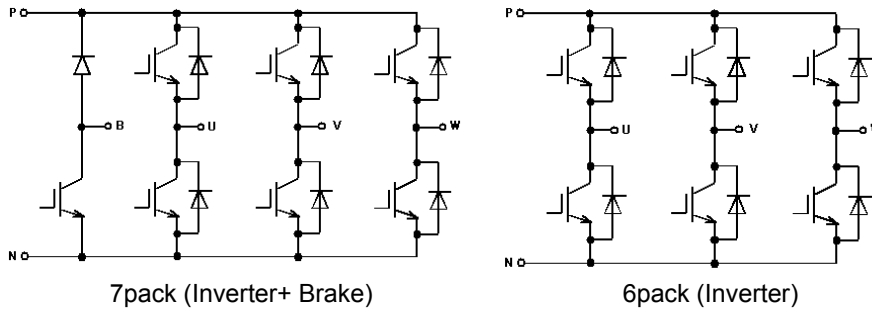 P
B
U
V
W
N
7pack (Inverter+ Brake)
P
U
V
N
6pack (Inverter)